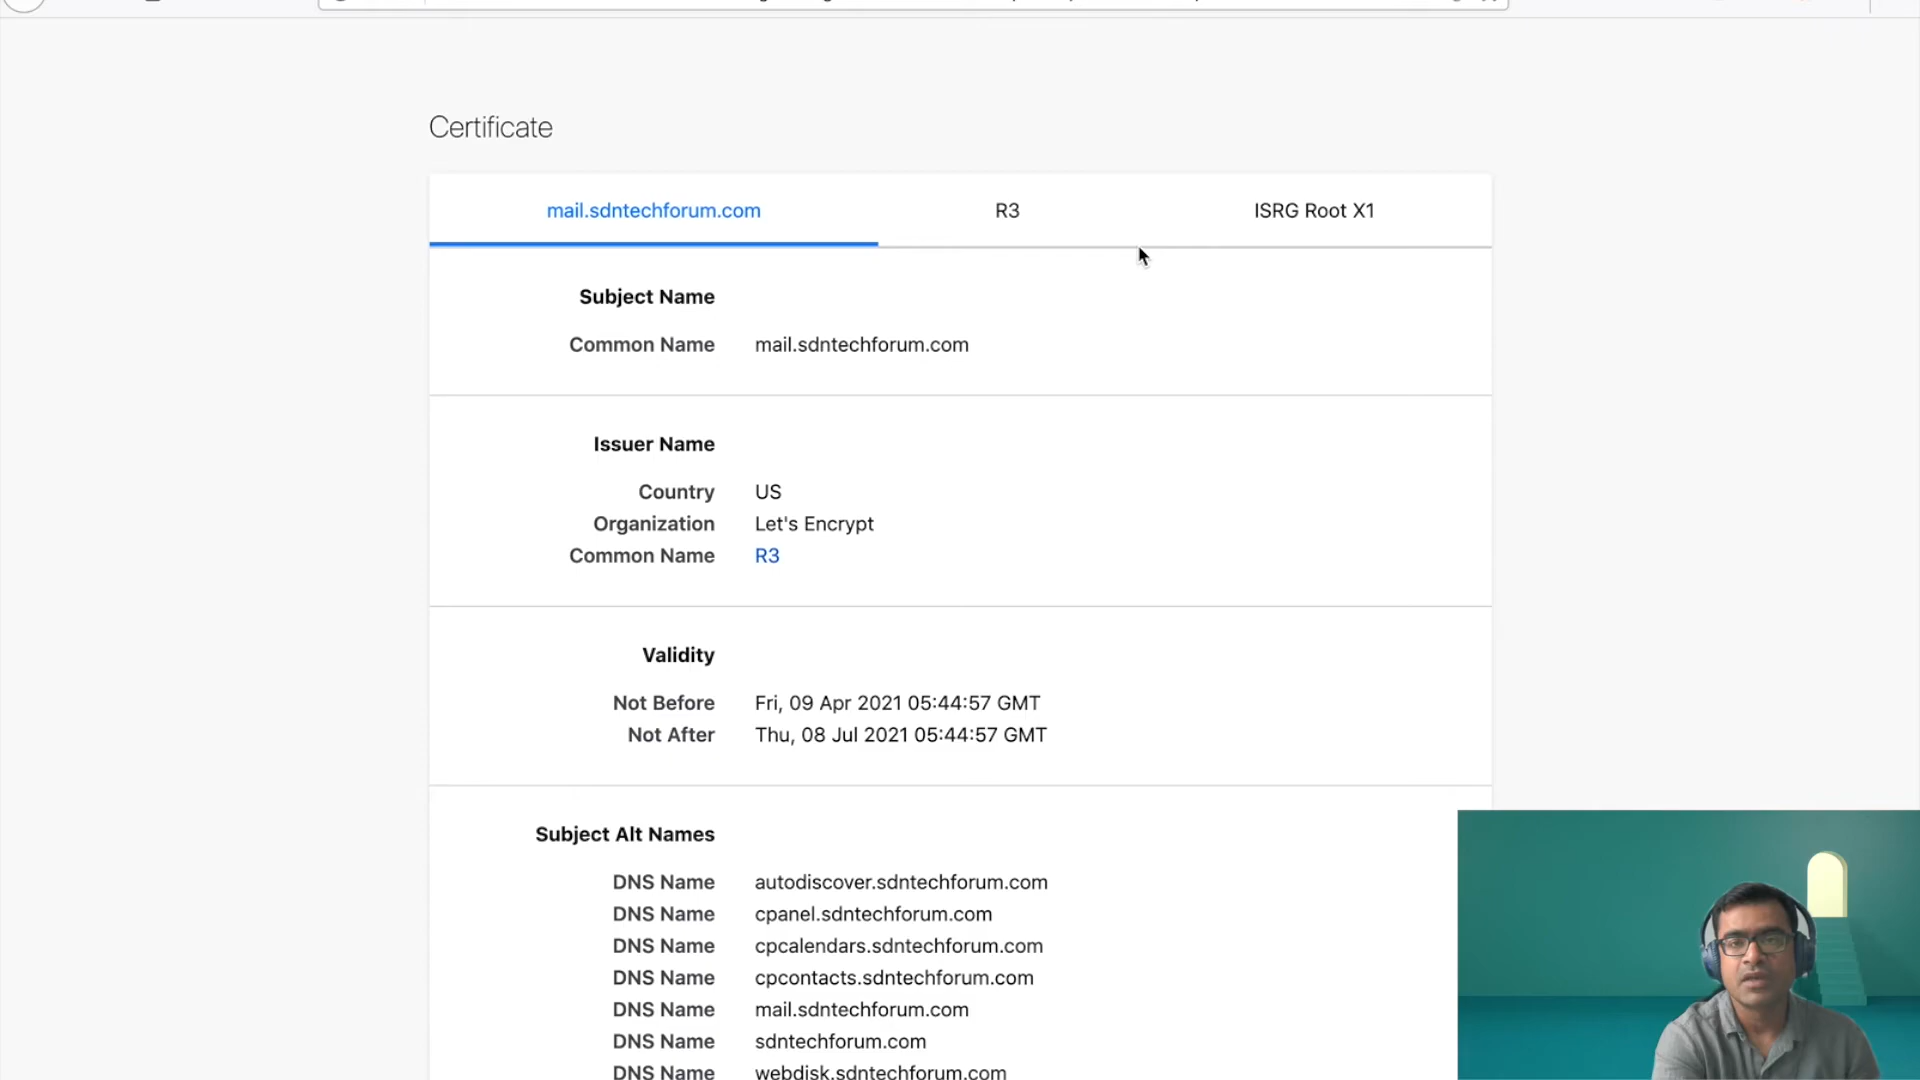 Certificate
mail.sdntechforum.com R3 ISRG Root X1
Subject Name
Common Name mail.sdntechforum.com
Issuer Name
Country US
Organization Let's Encrypt
Common Name R3
Validity
Not Before Fri, 09 Apr 2021 05:44:57 GMT
Not After Thu, 08 Jul 2021 05:44:57 GMT
Subject Alt Names
DNS Name autodiscover.sdntechforum.com
DNS Name cpanel.sdntechforum.com
DNS Name cpcalendars.sdntechforum.com
DNS Name cpcontacts.sdntechforum.com
DNS Name mail.sdntechforum.com
DNS Name sdntechforum.com
DNS Name webdisk.sdntechforum.com